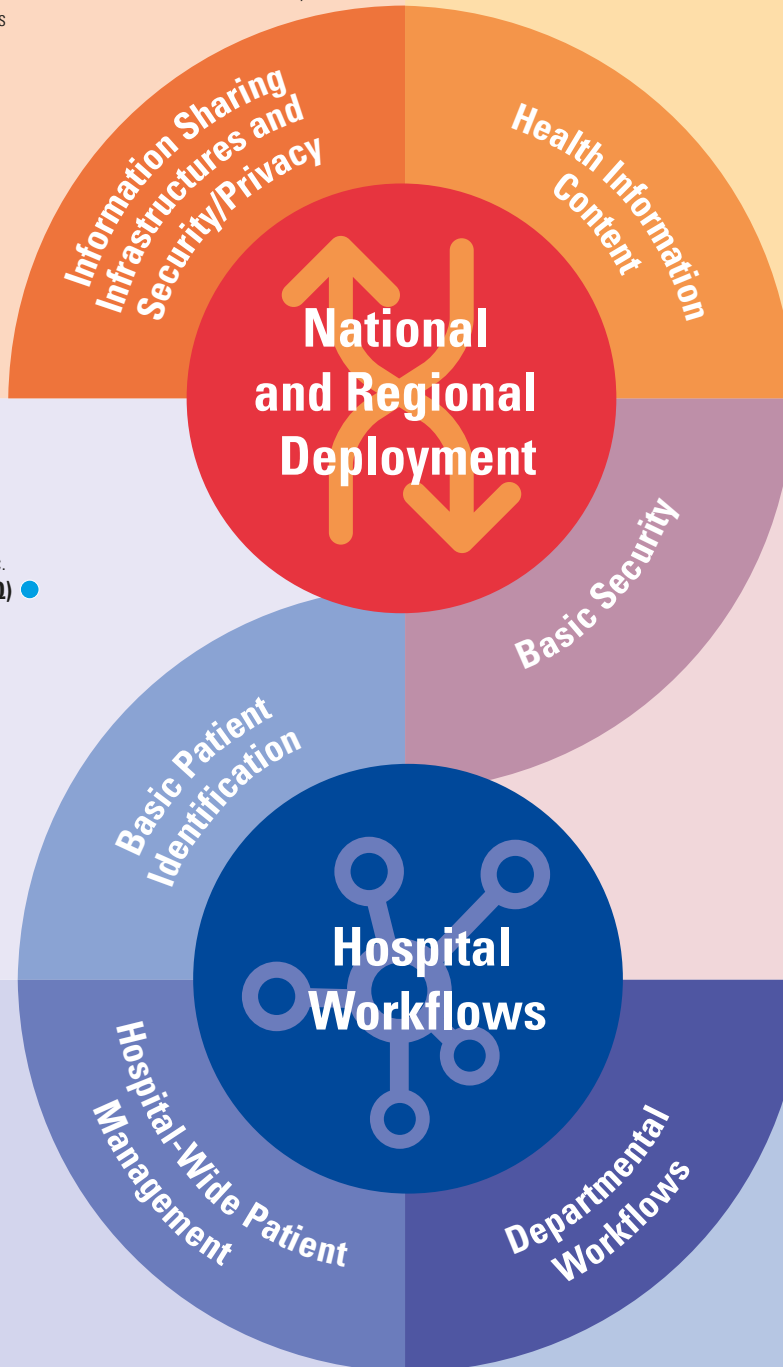 s
Information Sharing
Infrastructures and
Security/Privacy
Health Information
Content
National
and Regional
Deployment
Basic Security
Basic Patient
Identification
Hospital
Workflows
Hospital-Wide Patient
Management
Departmental
Workflows